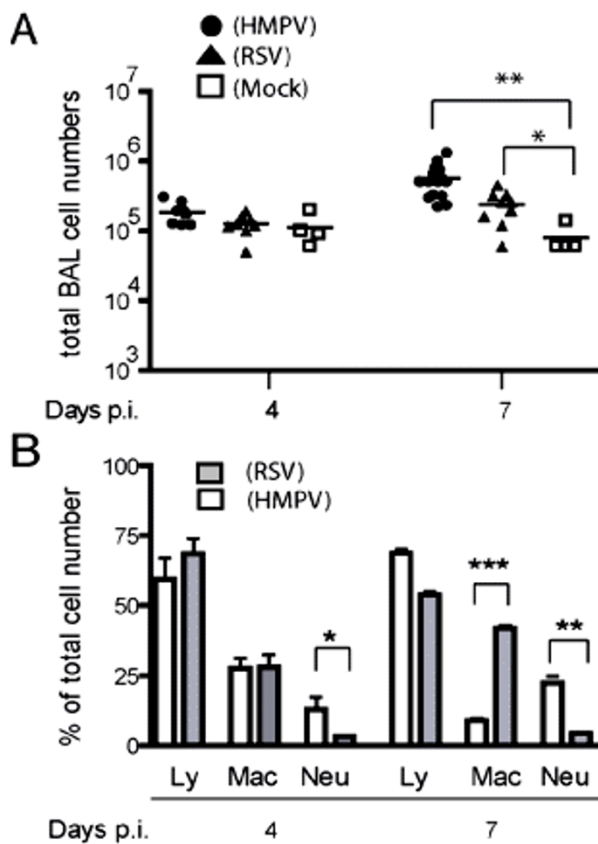 A
(HMPV)
(RSV)
(Mock)
total BAL cell numbers
10^7
10^6
10^5
10^4
10^3
**
*
Days p.i. 4 7
B
(RSV)
(HMPV)
% of total cell number
100
75
50
25
0
*
***
**
Ly Mac Neu Ly Mac Neu
Days p.i. 4 7